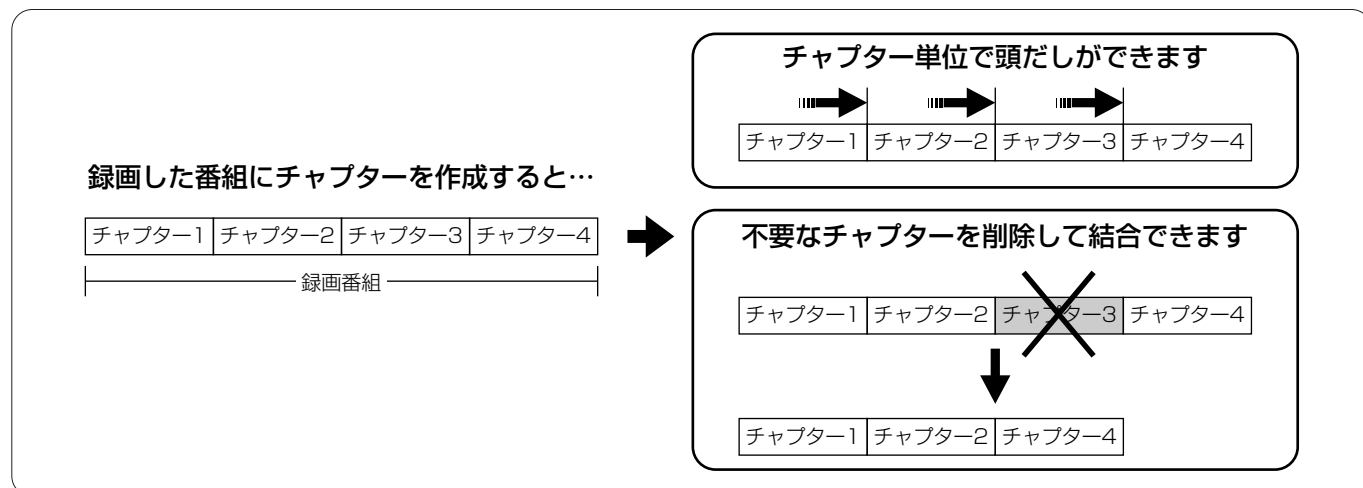 録画した番組にチャプターを作成すると…
チャプター1 チャプター2 チャプター3 チャプター4
録画番組
チャプター単位で頭だしができます
チャプター1 チャプター2 チャプター3 チャプター4
不要なチャプターを削除して結合できます
チャプター1 チャプター2 チャプター3 チャプター4
チャプター1 チャプター2 チャプター4